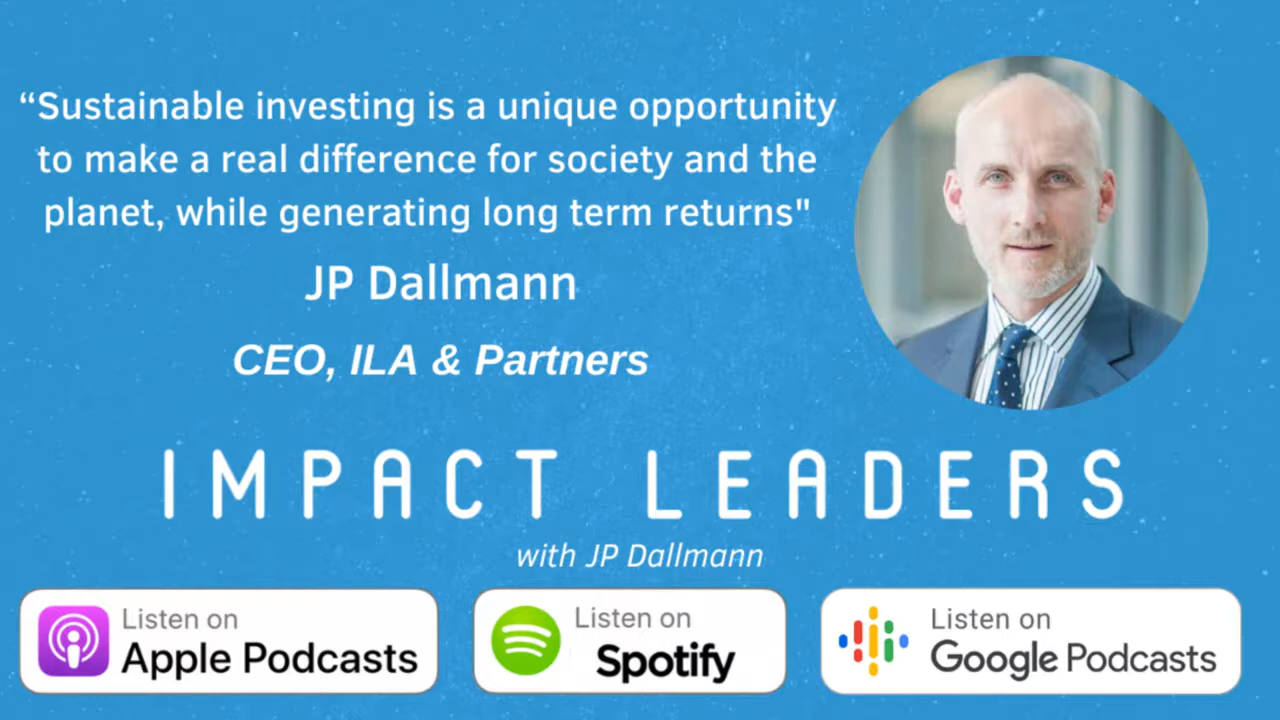 “Sustainable investing is a unique opportunity
to make a real difference for society and the
planet, while generating long term returns"
JP Dallmann
CEO, ILA & Partners
IMPACT LEADERS
with JP Dallmann
Listen on
Apple Podcasts
Listen on
Spotify
Listen on
Google Podcasts